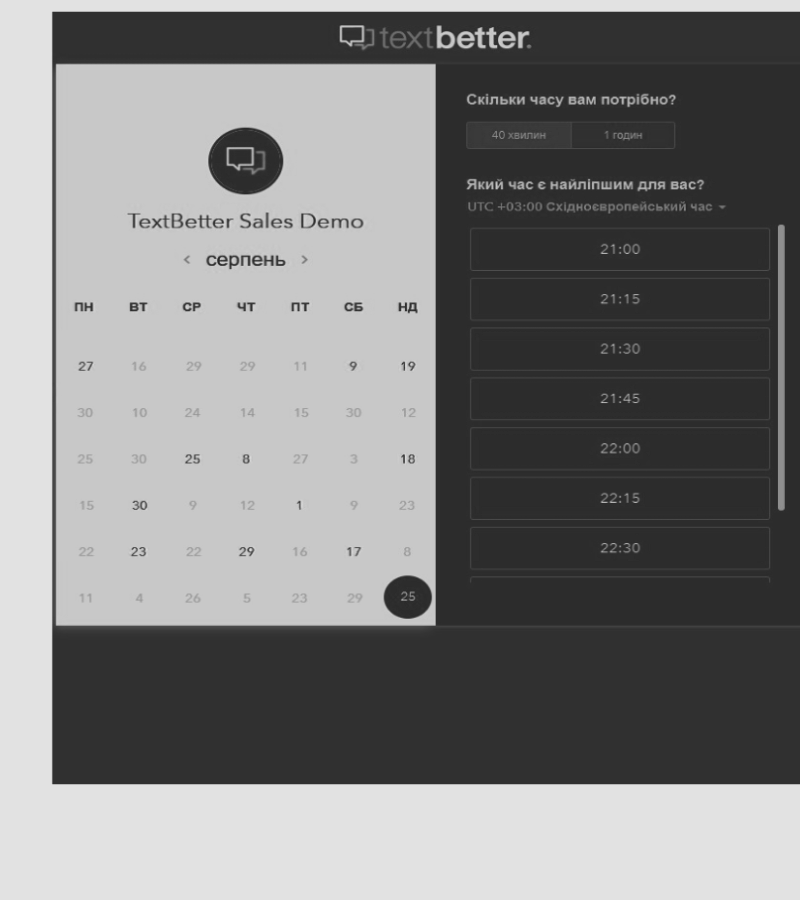 textbetter.
TextBetter Sales Demo
< серпень >
ПН ВТ СР ЧТ ПТ СБ НД
27 16 29 29 11 9 19
30 10 24 14 15 30 12
25 30 25 8 27 3 18
15 30 9 12 1 9 23
22 23 22 29 16 17 8
11 4 26 5 23 29 25
Скільки часу вам потрібно?
40 хвилин 1 годин
Який час є найліпшим для вас?
UTC +03:00 Східноєвропейський час
21:00
21:15
21:30
21:45
22:00
22:15
22:30